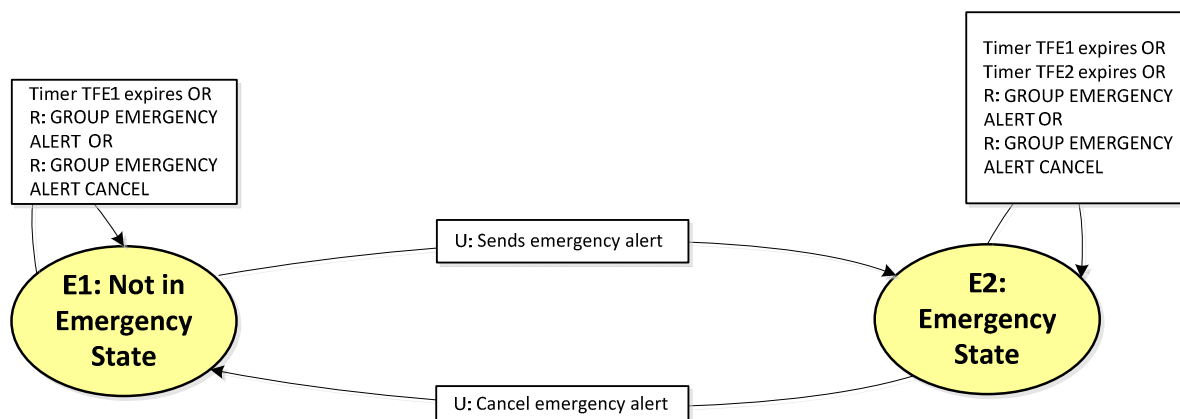 Timer TFE1 expires OR
R: GROUP EMERGENCY
ALERT OR
R: GROUP EMERGENCY
ALERT CANCEL
Timer TFE1 expires OR
Timer TFE2 expires OR
R: GROUP EMERGENCY
ALERT OR
R: GROUP EMERGENCY
ALERT CANCEL
U: Sends emergency alert
E1: Not in
Emergency
State
E2:
Emergency
State
U: Cancel emergency alert